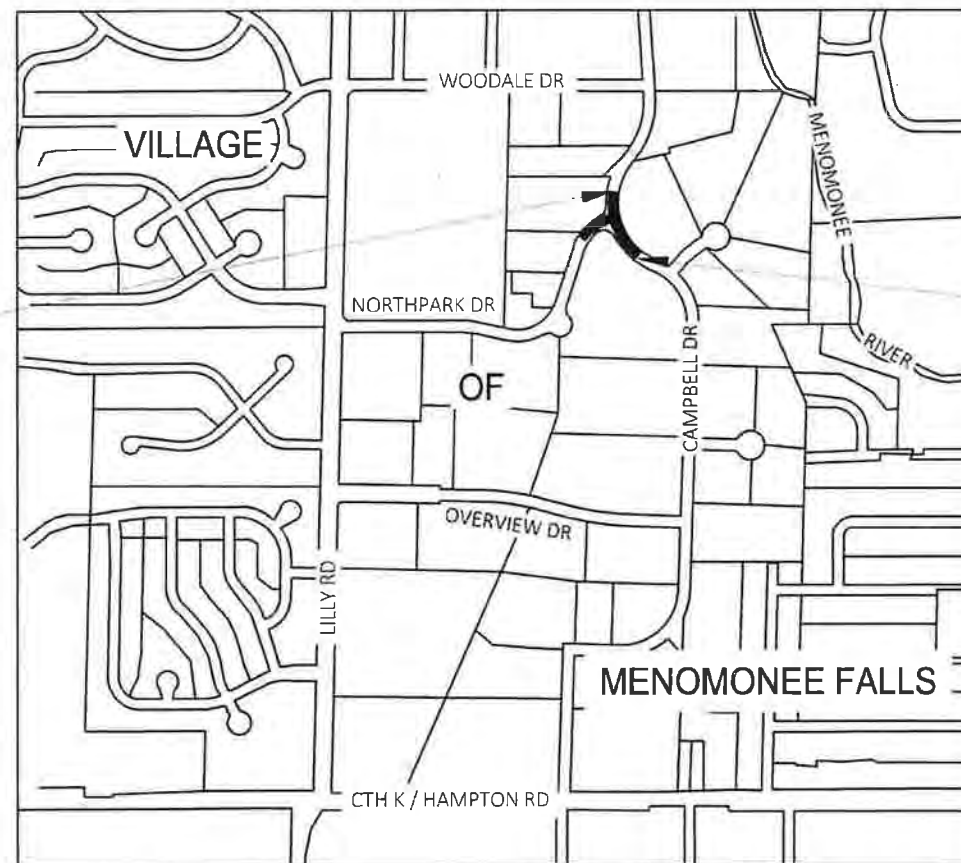 WOODALE DR
VILLAGE
MENOMONEE
NORTHPARK DR
RIVER
OF
CAMPBELL DR
OVERVIEW DR
LILLY RD
MENOMONEE FALLS
CTH K / HAMPTON RD